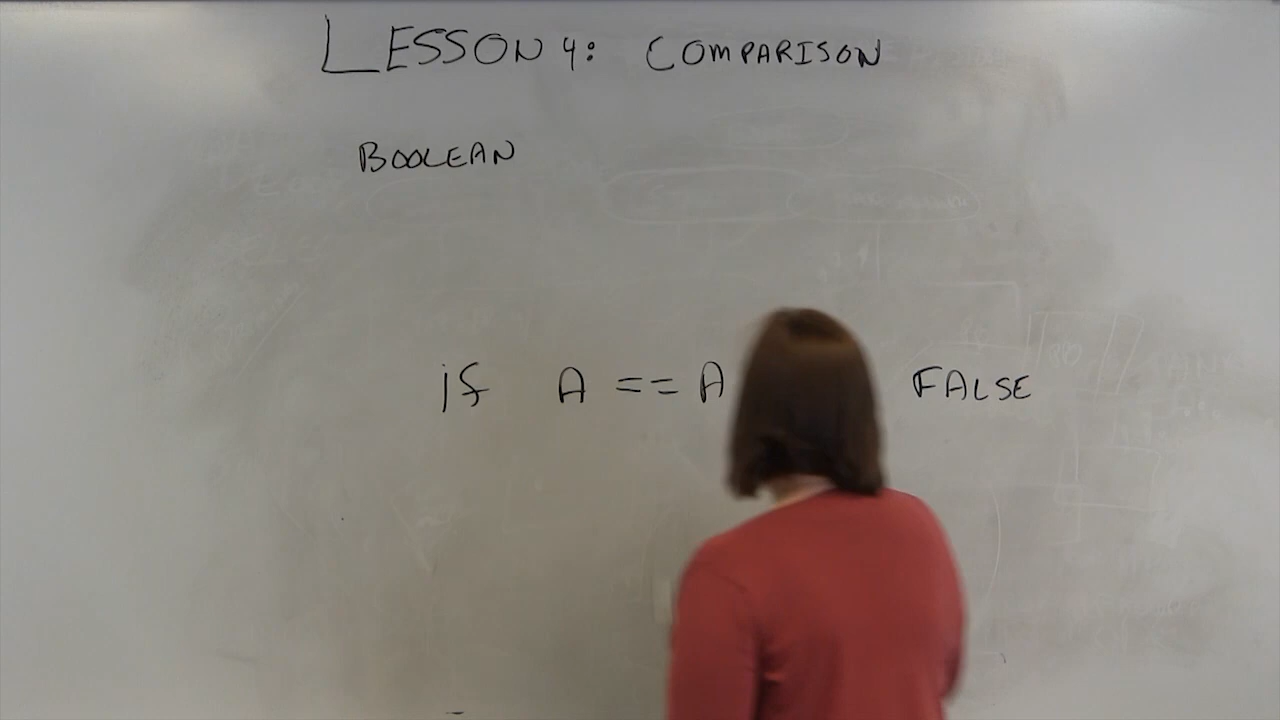 LESSON 4: COMPARISON
BOOLEAN
if A == A FALSE